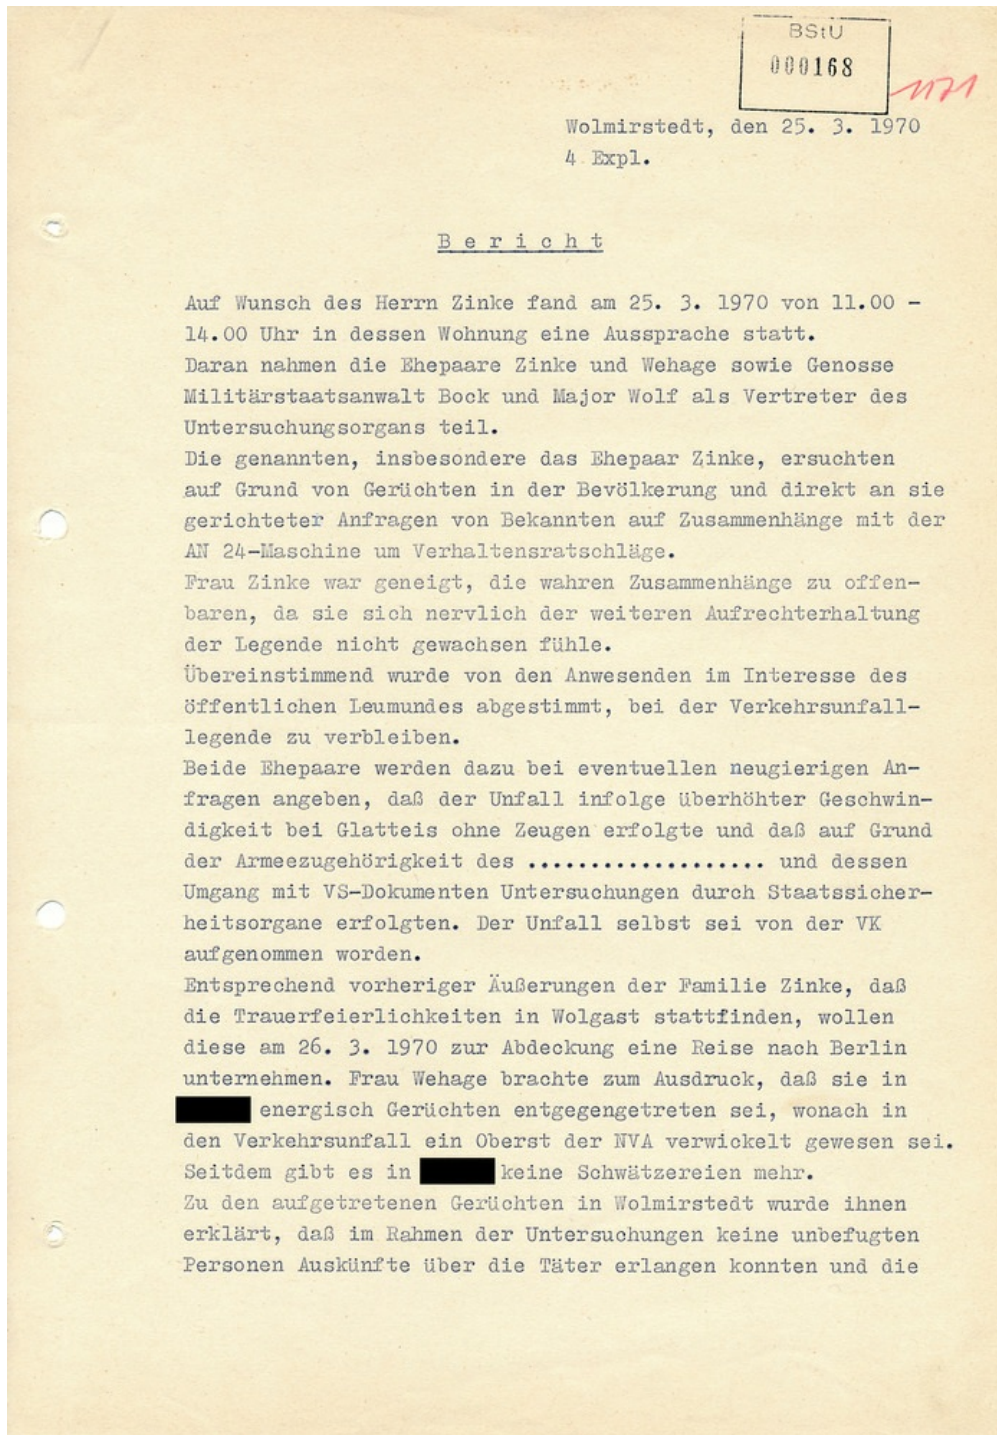 BStU
000168
Wolmirstedt, den 25. 3. 1970
4 Expl.
B e r i c h t
Auf Wunsch des Herrn Zinke fand am 25. 3. 1970 von 11.00 -
14.00 Uhr in dessen Wohnung eine Aussprache statt.
Daran nahmen die Ehepaare Zinke und Wehage sowie Genosse
Militärstaatsanwalt Bock und Major Wolf als Vertreter des
Untersuchungsorgans teil.
Die genannten, insbesondere das Ehepaar Zinke, ersuchten
auf Grund von Gerüchten in der Bevölkerung und direkt an sie
gerichteter Anfragen von Bekannten auf Zusammenhänge mit der
AN 24-Maschine um Verhaltensratschläge.
Frau Zinke war geneigt, die wahren Zusammenhänge zu offen-
baren, da sie sich nervlich der weiteren Aufrechterhaltung
der Legende nicht gewachsen fühle.
Übereinstimmend wurde von den Anwesenden im Interesse des
öffentlichen Leumundes abgestimmt, bei der Verkehrsunfall-
legende zu verbleiben.
Beide Ehepaare werden dazu bei eventuellen neugierigen An-
fragen angeben, daß der Unfall infolge überhöhter Geschwin-
digkeit bei Glatteis ohne Zeugen erfolgte und daß auf Grund
der Armeezugehörigkeit des ................... und dessen
Umgang mit VS-Dokumenten Untersuchungen durch Staatssicher-
heitsorgane erfolgten. Der Unfall selbst sei von der VK
aufgenommen worden.
Entsprechend vorheriger Äußerungen der Familie Zinke, daß
die Trauerfeierlichkeiten in Wolgast stattfinden, wollen
diese am 26. 3. 1970 zur Abdeckung eine Reise nach Berlin
unternehmen. Frau Wehage brachte zum Ausdruck, daß sie in
energisch Gerüchten entgegengetreten sei, wonach in
den Verkehrsunfall ein Oberst der NVA verwickelt gewesen sei.
Seitdem gibt es in keine Schwätzereien mehr.
Zu den aufgetretenen Gerüchten in Wolmirstedt wurde ihnen
erklärt, daß im Rahmen der Untersuchungen keine unbefugten
Personen Auskünfte über die Täter erlangen konnten und die